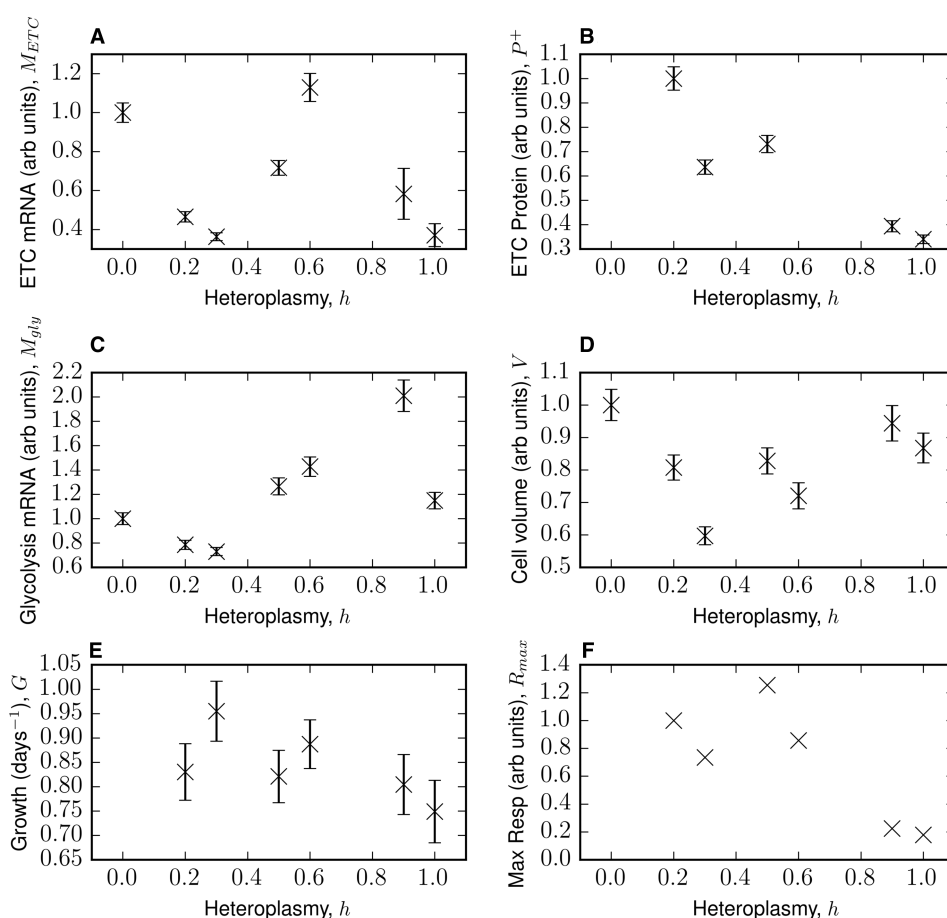 A
ETC mRNA (arb units), M_ETC
1.2
1.0
0.8
0.6
0.4
0.0 0.2 0.4 0.6 0.8 1.0
Heteroplasmy, h
B
ETC Protein (arb units), P⁺
1.1
1.0
0.9
0.8
0.7
0.6
0.5
0.4
0.3
0.0 0.2 0.4 0.6 0.8 1.0
Heteroplasmy, h
C
Glycolysis mRNA (arb units), M_gly
2.2
2.0
1.8
1.6
1.4
1.2
1.0
0.8
0.6
0.0 0.2 0.4 0.6 0.8 1.0
Heteroplasmy, h
D
Cell volume (arb units), V
1.1
1.0
0.9
0.8
0.7
0.6
0.5
0.0 0.2 0.4 0.6 0.8 1.0
Heteroplasmy, h
E
Growth (days⁻¹), G
1.05
1.00
0.95
0.90
0.85
0.80
0.75
0.70
0.65
0.0 0.2 0.4 0.6 0.8 1.0
Heteroplasmy, h
F
Max Resp (arb units), R_max
1.4
1.2
1.0
0.8
0.6
0.4
0.2
0.0
0.0 0.2 0.4 0.6 0.8 1.0
Heteroplasmy, h